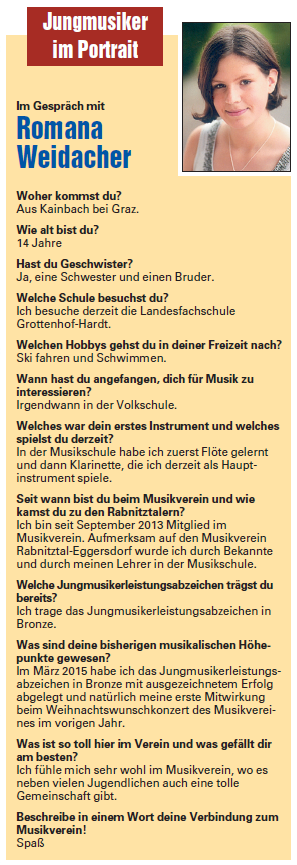 Jungmusiker
im Portrait
Im Gespräch mit
Romana
Weidacher
Woher kommst du?
Aus Kainbach bei Graz.
Wie alt bist du?
14 Jahre
Hast du Geschwister?
Ja, eine Schwester und einen Bruder.
Welche Schule besuchst du?
Ich besuche derzeit die Landesfachschule
Grottenhof-Hardt.
Welchen Hobbys gehst du in deiner Freizeit nach?
Ski fahren und Schwimmen.
Wann hast du angefangen, dich für Musik zu
interessieren?
Irgendwann in der Volkschule.
Welches war dein erstes Instrument und welches
spielst du derzeit?
In der Musikschule habe ich zuerst Flöte gelernt
und dann Klarinette, die ich derzeit als Haupt-
instrument spiele.
Seit wann bist du beim Musikverein und wie
kamst du zu den Rabnitztalern?
Ich bin seit September 2013 Mitglied im
Musikverein. Aufmerksam auf den Musikverein
Rabnitztal-Eggersdorf wurde ich durch Bekannte
und durch meinen Lehrer in der Musikschule.
Welche Jungmusikerleistungsabzeichen trägst du
bereits?
Ich trage das Jungmusikerleistungsabzeichen in
Bronze.
Was sind deine bisherigen musikalischen Höhe-
punkte gewesen?
Im März 2015 habe ich das Jungmusikerleistungs-
abzeichen in Bronze mit ausgezeichnetem Erfolg
abgelegt und natürlich meine erste Mitwirkung
beim Weihnachtswunschkonzert des Musikverei-
nes im vorigen Jahr.
Was ist so toll hier im Verein und was gefällt dir
am besten?
Ich fühle mich sehr wohl im Musikverein, wo es
neben vielen Jugendlichen auch eine tolle
Gemeinschaft gibt.
Beschreibe in einem Wort deine Verbindung zum
Musikverein!
Spaß